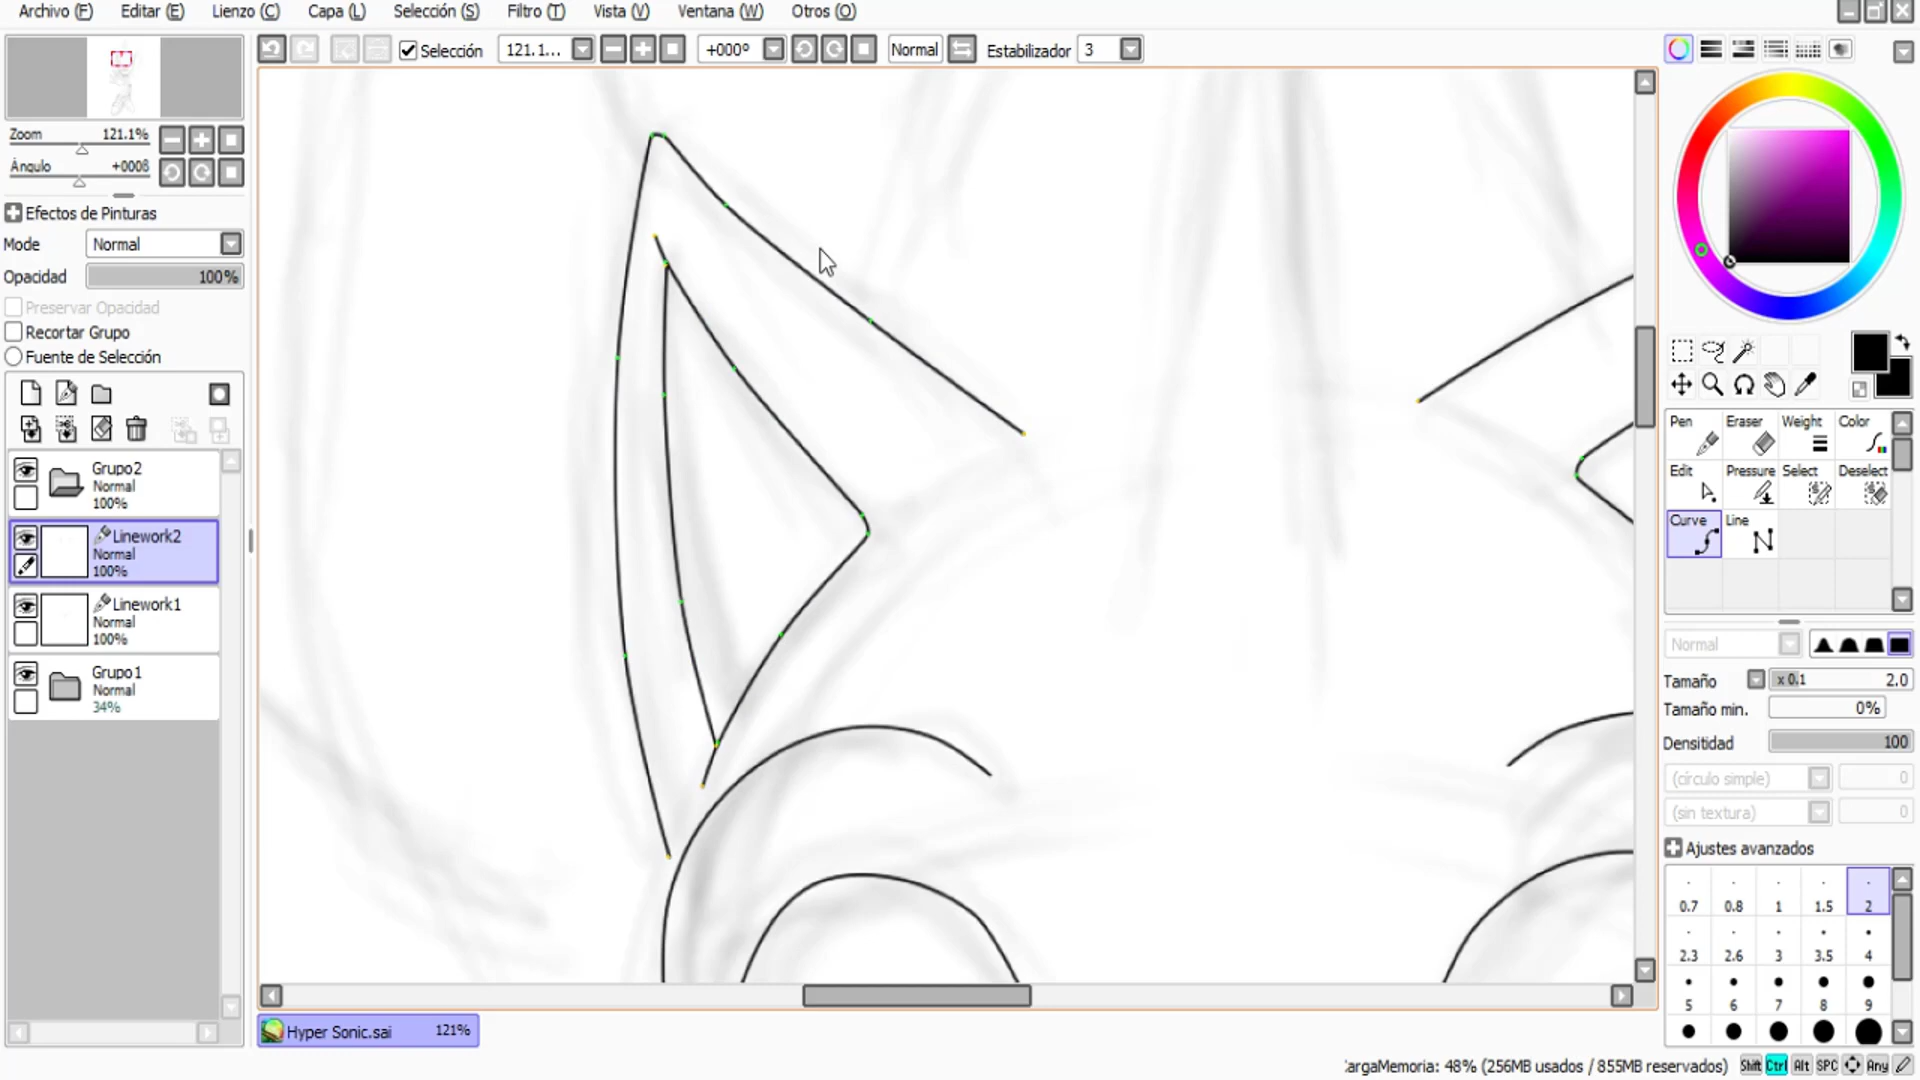 Archivo (F) Editar (E) Lienzo (C) Capa (L) Selección (S) Filtro (T) Vista (V) Ventana (W) Otros (O)
Selección 121.1... +000º Normal Estabilizador 3
Zoom 121.1%
Ángulo +000ß
Efectos de Pinturas
Mode Normal
Opacidad 100%
Preservar Opacidad
Recortar Grupo
Fuente de Selección
Grupo2
Normal
100%
Linework2
Normal
100%
Linework1
Normal
100%
Grupo1
Normal
34%
Pen Eraser Weight Color
Edit Pressure Select Deselect
Curve Line
Normal
Tamaño x 0.1 2.0
Tamaño min. 0%
Densitidad 100
(círculo simple) 0
(sin textura) 0
Ajustes avanzados
0.7 0.8 1 1.5 2
2.3 2.6 3 3.5 4
5 6 7 8 9
Hyper Sonic.sai 121%
argaMemoria: 48% (256MB usados / 855MB reservados) Shift Ctrl Alt SPC Any